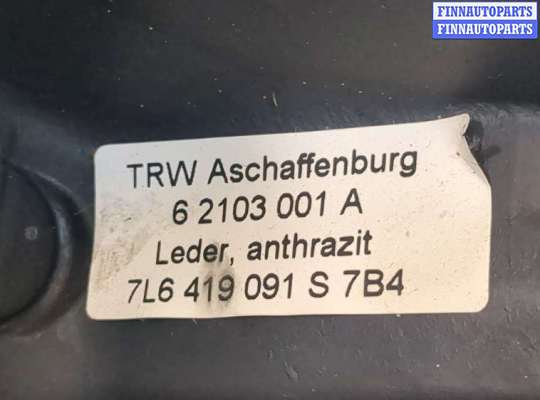 FINNAUTOPARTS
FINNAUTOPARTS
TRW Aschaffenburg
6 2103 001 A
Leder, anthrazit
7L6 419 091 S 7B4